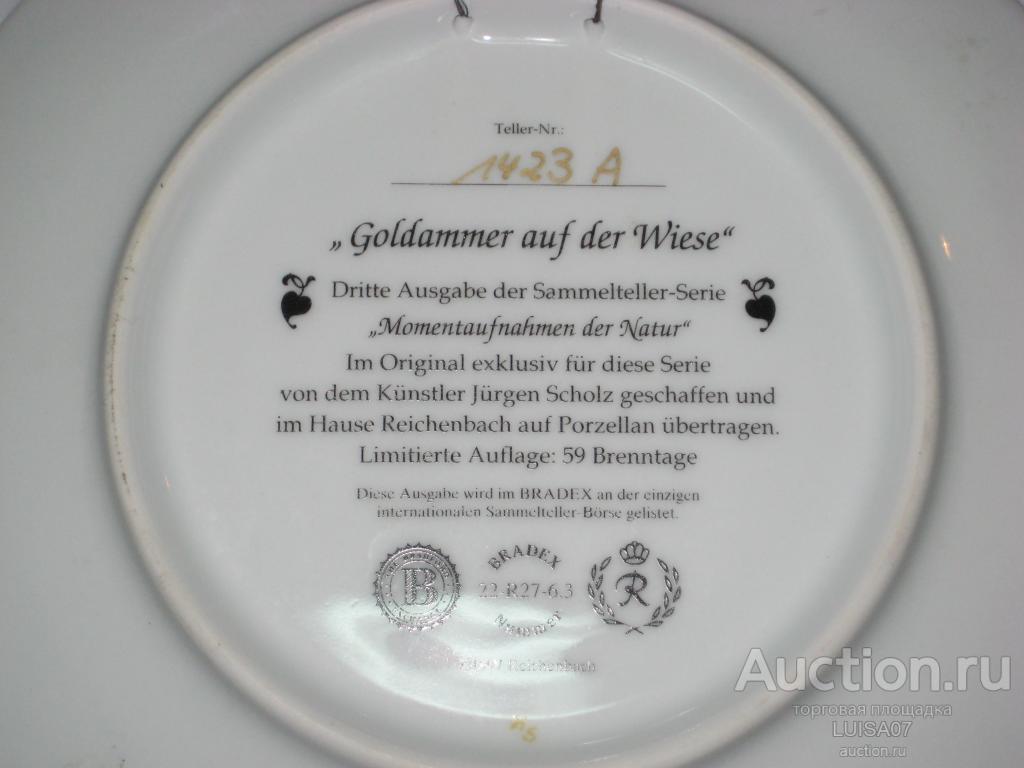 Teller-Nr.:
1423 A
„Goldammer auf der Wiese“
Dritte Ausgabe der Sammelteller-Serie
„Momentaufnahmen der Natur“
Im Original exklusiv für diese Serie
von dem Künstler Jürgen Scholz geschaffen und
im Hause Reichenbach auf Porzellan übertragen.
Limitierte Auflage: 59 Brenntage
Diese Ausgabe wird im BRADEX an der einzigen
internationalen Sammelteller-Börse gelistet.
B
BRADEX
22-R27-6.3
Nummer
R
Reichenbach
Auction.ru
торговая площадка
LUISA07
auction.ru